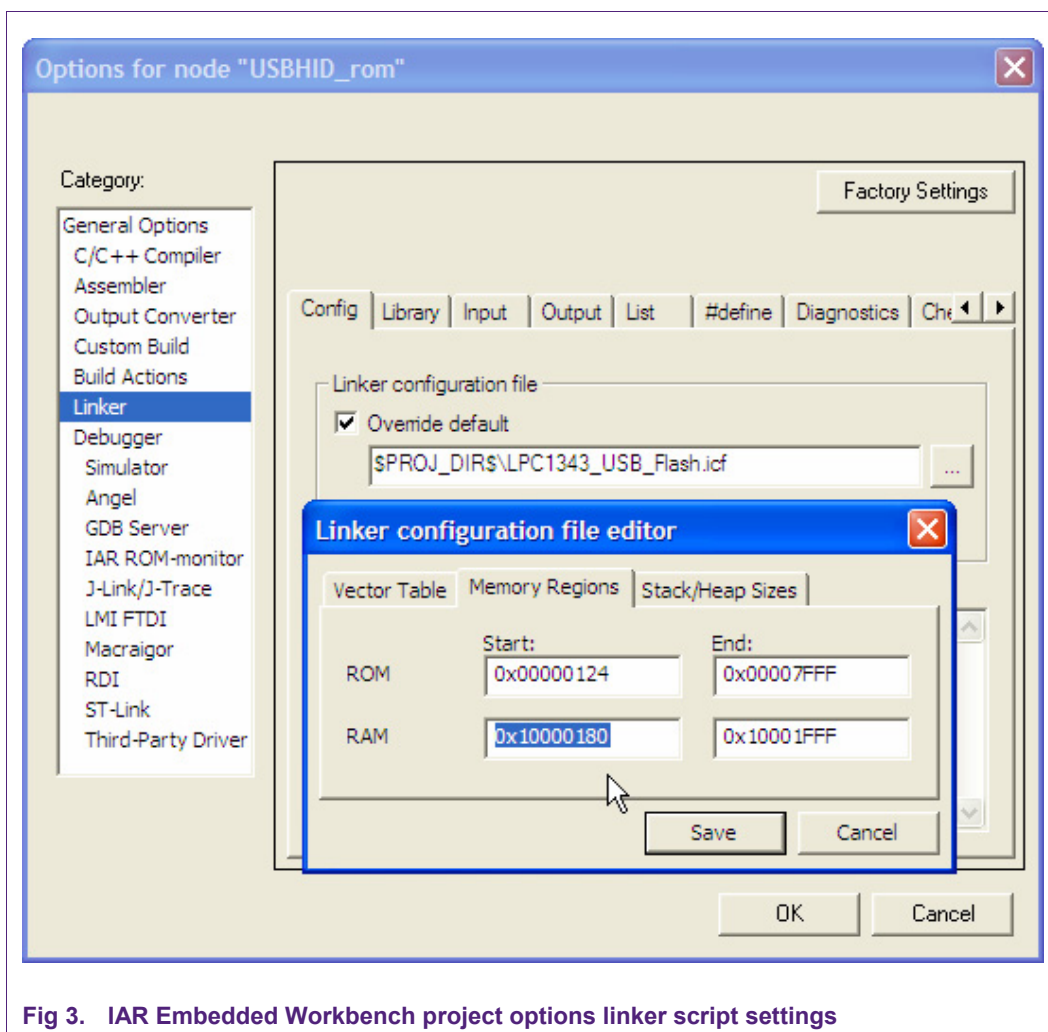 Options for node "USBHID_rom"
Category:
Factory Settings
General Options
C/C++ Compiler
Assembler
Output Converter
Custom Build
Build Actions
Linker
Debugger
Simulator
Angel
GDB Server
IAR ROM-monitor
J-Link/J-Trace
LMI FTDI
Macraigor
RDI
ST-Link
Third-Party Driver
Config Library Input Output List #define Diagnostics
Linker configuration file
Override default
$PROJ_DIR$\LPC1343_USB_Flash.icf
...
Linker configuration file editor
Vector Table Memory Regions Stack/Heap Sizes
Start: End:
ROM 0x00000124 0x00007FFF
RAM 0x10000180 0x10001FFF
Save Cancel
OK Cancel
Fig 3. IAR Embedded Workbench project options linker script settings